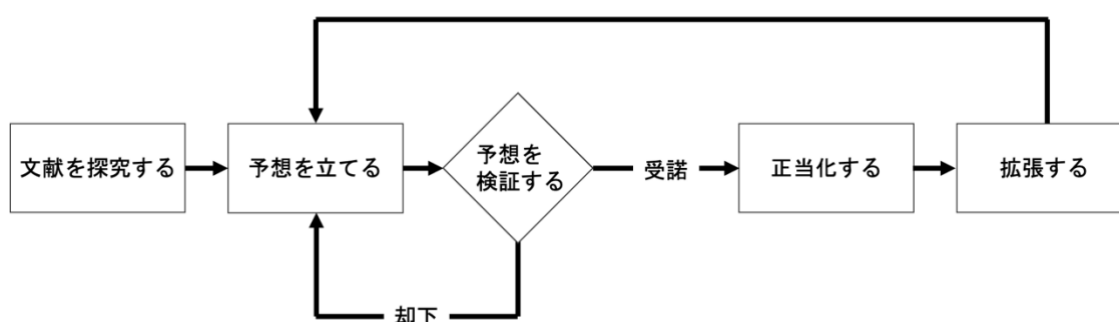 文献を探究する
予想を立てる
予想を
検証する
受諾
正当化する
拡張する
却下